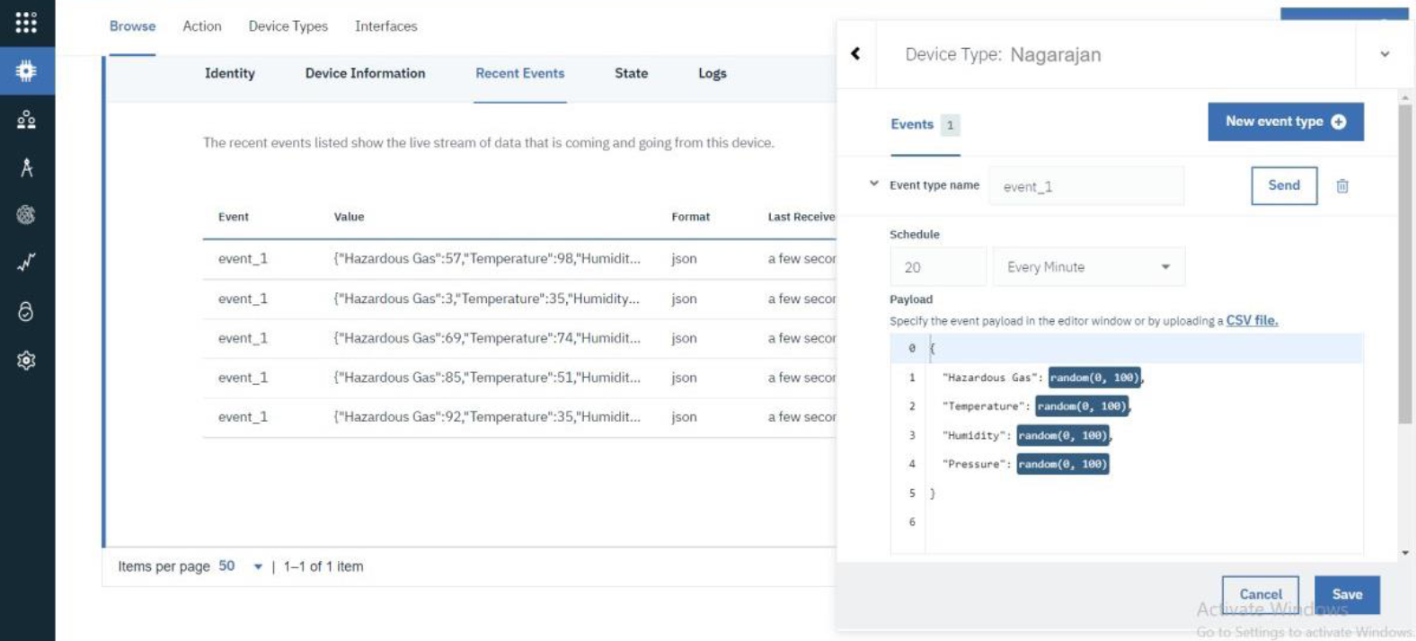 Browse Action Device Types Interfaces
Identity Device Information Recent Events State Logs
The recent events listed show the live stream of data that is coming and going from this device.
Event Value Format Last Receive
event_1 {"Hazardous Gas":57,"Temperature":98,"Humidit... json a few secor
event_1 {"Hazardous Gas":3,"Temperature":35,"Humidity... json a few secor
event_1 {"Hazardous Gas":69,"Temperature":74,"Humidit... json a few secor
event_1 {"Hazardous Gas":85,"Temperature":51,"Humidit... json a few secor
event_1 {"Hazardous Gas":92,"Temperature":35,"Humidit... json a few secor
Items per page 50 | 1–1 of 1 item
Device Type: Nagarajan
Events 1 New event type
Event type name event_1 Send
Schedule
20 Every Minute
Payload
Specify the event payload in the editor window or by uploading a CSV file.
0 {
1 "Hazardous Gas": random(0, 100),
2 "Temperature": random(0, 100),
3 "Humidity": random(0, 100),
4 "Pressure": random(0, 100)
5 }
6
Cancel Save
Activate Windows
Go to Settings to activate Windows.